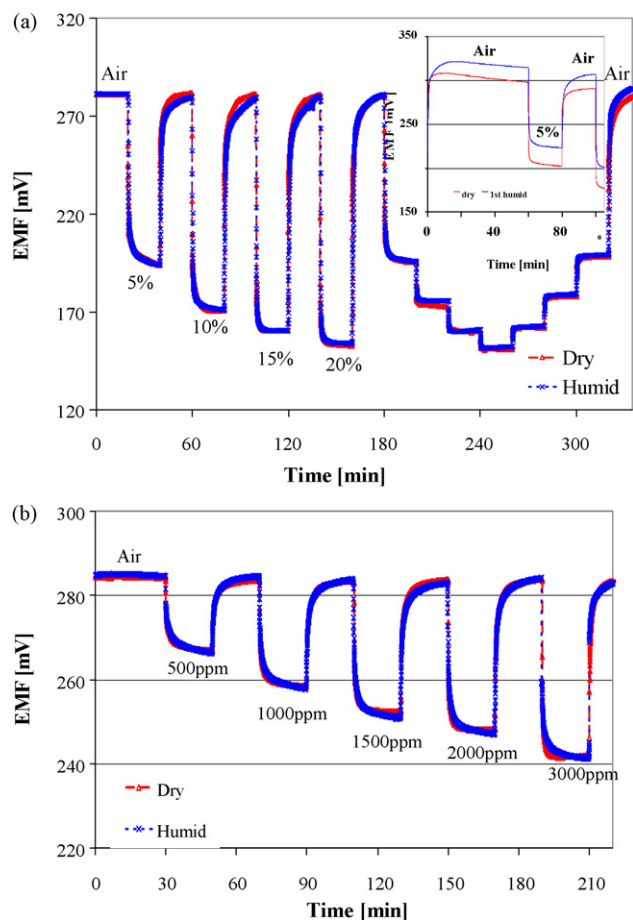 (a)
320
270
220
170
120
EMF [mV]
Air
5%
10%
15%
20%
Air
350
300
250
200
150
EMF [mV]
Air
Air
5%
dry
1st humid
0
40
80
Time [min]
Dry
Humid
0
60
120
180
240
300
Time [min]
(b)
300
280
260
240
220
EMF [mV]
Air
500ppm
1000ppm
1500ppm
2000ppm
3000ppm
Dry
Humid
0
30
60
90
120
150
180
210
Time [min]